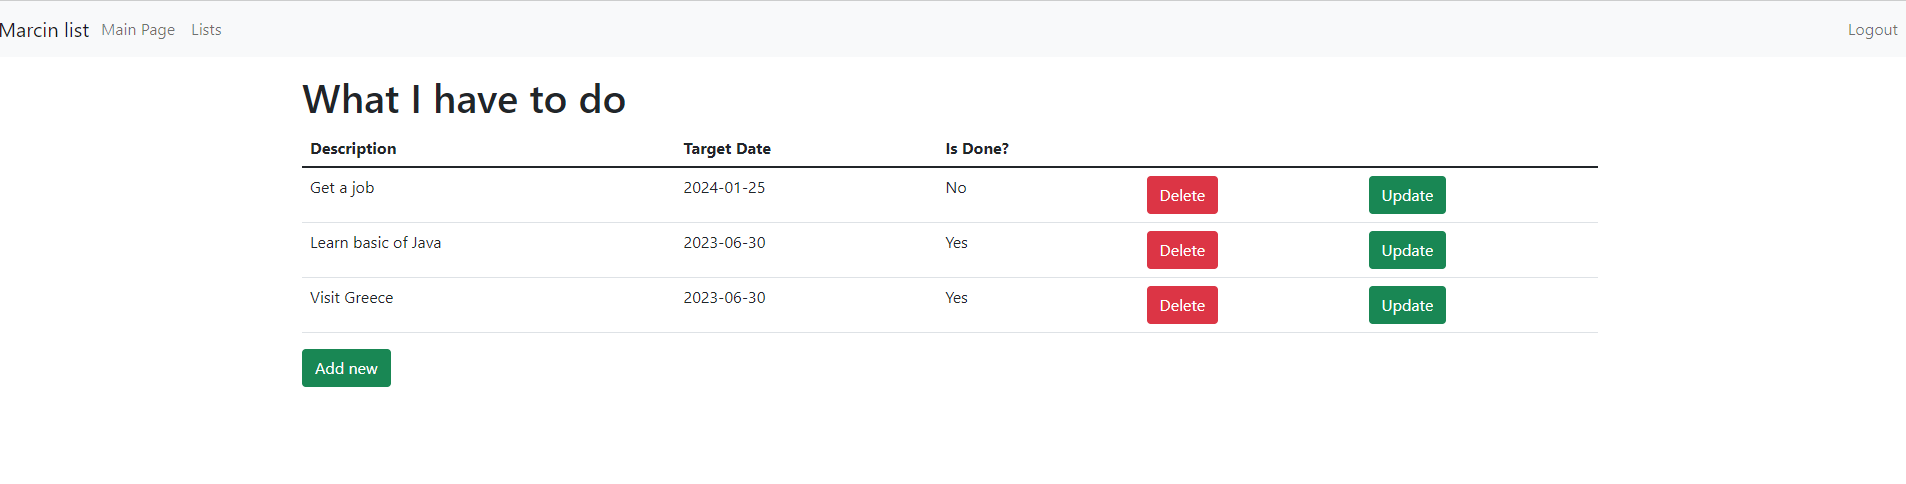 Marcin list Main Page Lists Logout
What I have to do
Description Target Date Is Done?
Get a job 2024-01-25 No Delete Update
Learn basic of Java 2023-06-30 Yes Delete Update
Visit Greece 2023-06-30 Yes Delete Update
Add new